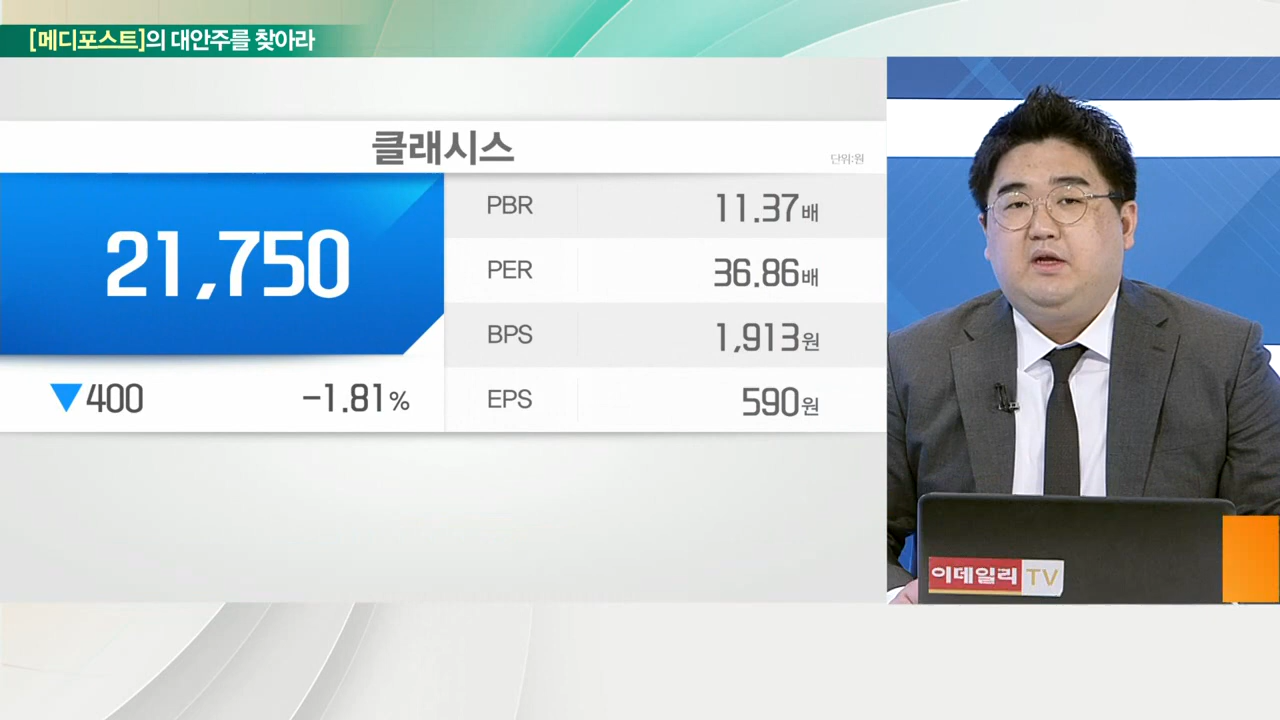 [메디포스트]의 대안주를 찾아라
클래시스
단위:원
21,750
▼400 -1.81%
PBR 11.37배
PER 36.86배
BPS 1,913원
EPS 590원
이데일리 TV